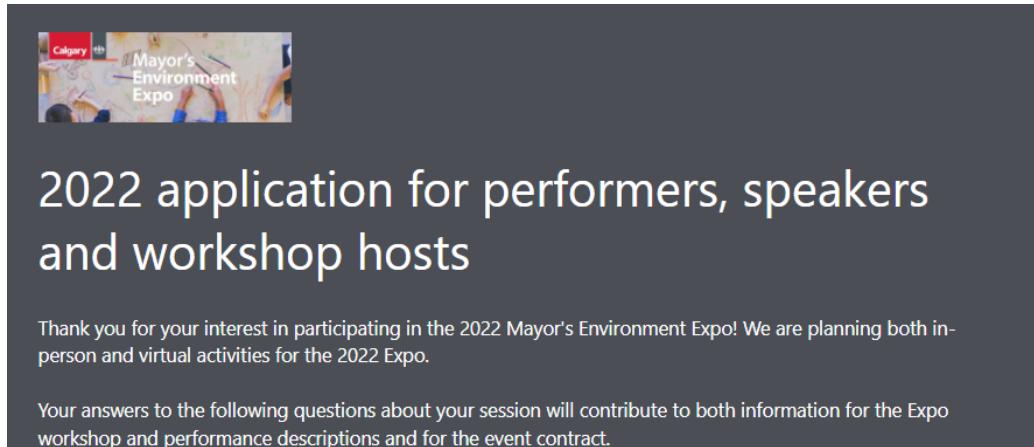 Calgary
Mayor's
Environment
Expo
2022 application for performers, speakers
and workshop hosts
Thank you for your interest in participating in the 2022 Mayor's Environment Expo! We are planning both in-
person and virtual activities for the 2022 Expo.
Your answers to the following questions about your session will contribute to both information for the Expo
workshop and performance descriptions and for the event contract.